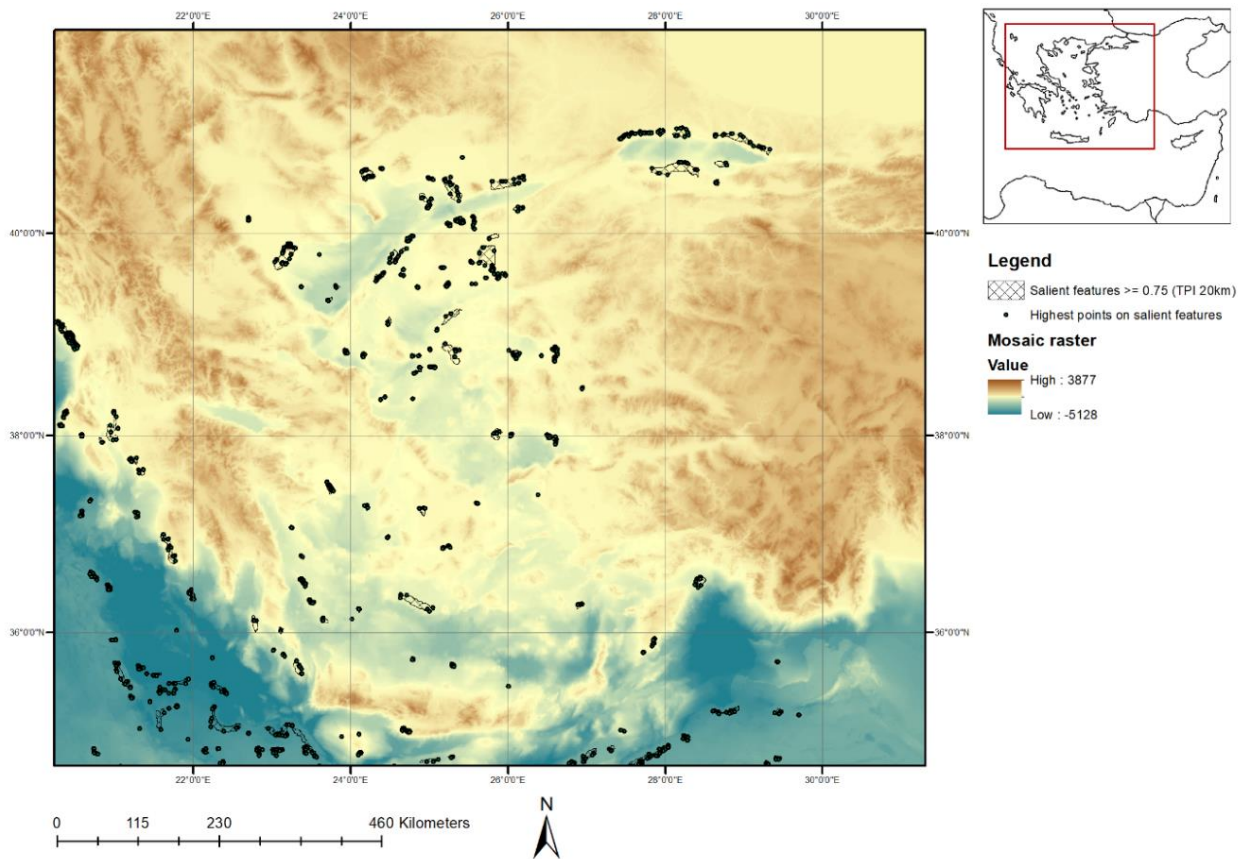 22°0'0"E 24°0'0"E 26°0'0"E 28°0'0"E 30°0'0"E
40°0'0"N 40°0'0"N
38°0'0"N 38°0'0"N
36°0'0"N 36°0'0"N
22°0'0"E 24°0'0"E 26°0'0"E 28°0'0"E 30°0'0"E
Legend
Salient features >= 0.75 (TPI 20km)
Highest points on salient features
Mosaic raster
Value
High : 3877
Low : -5128
N
0 115 230 460 Kilometers